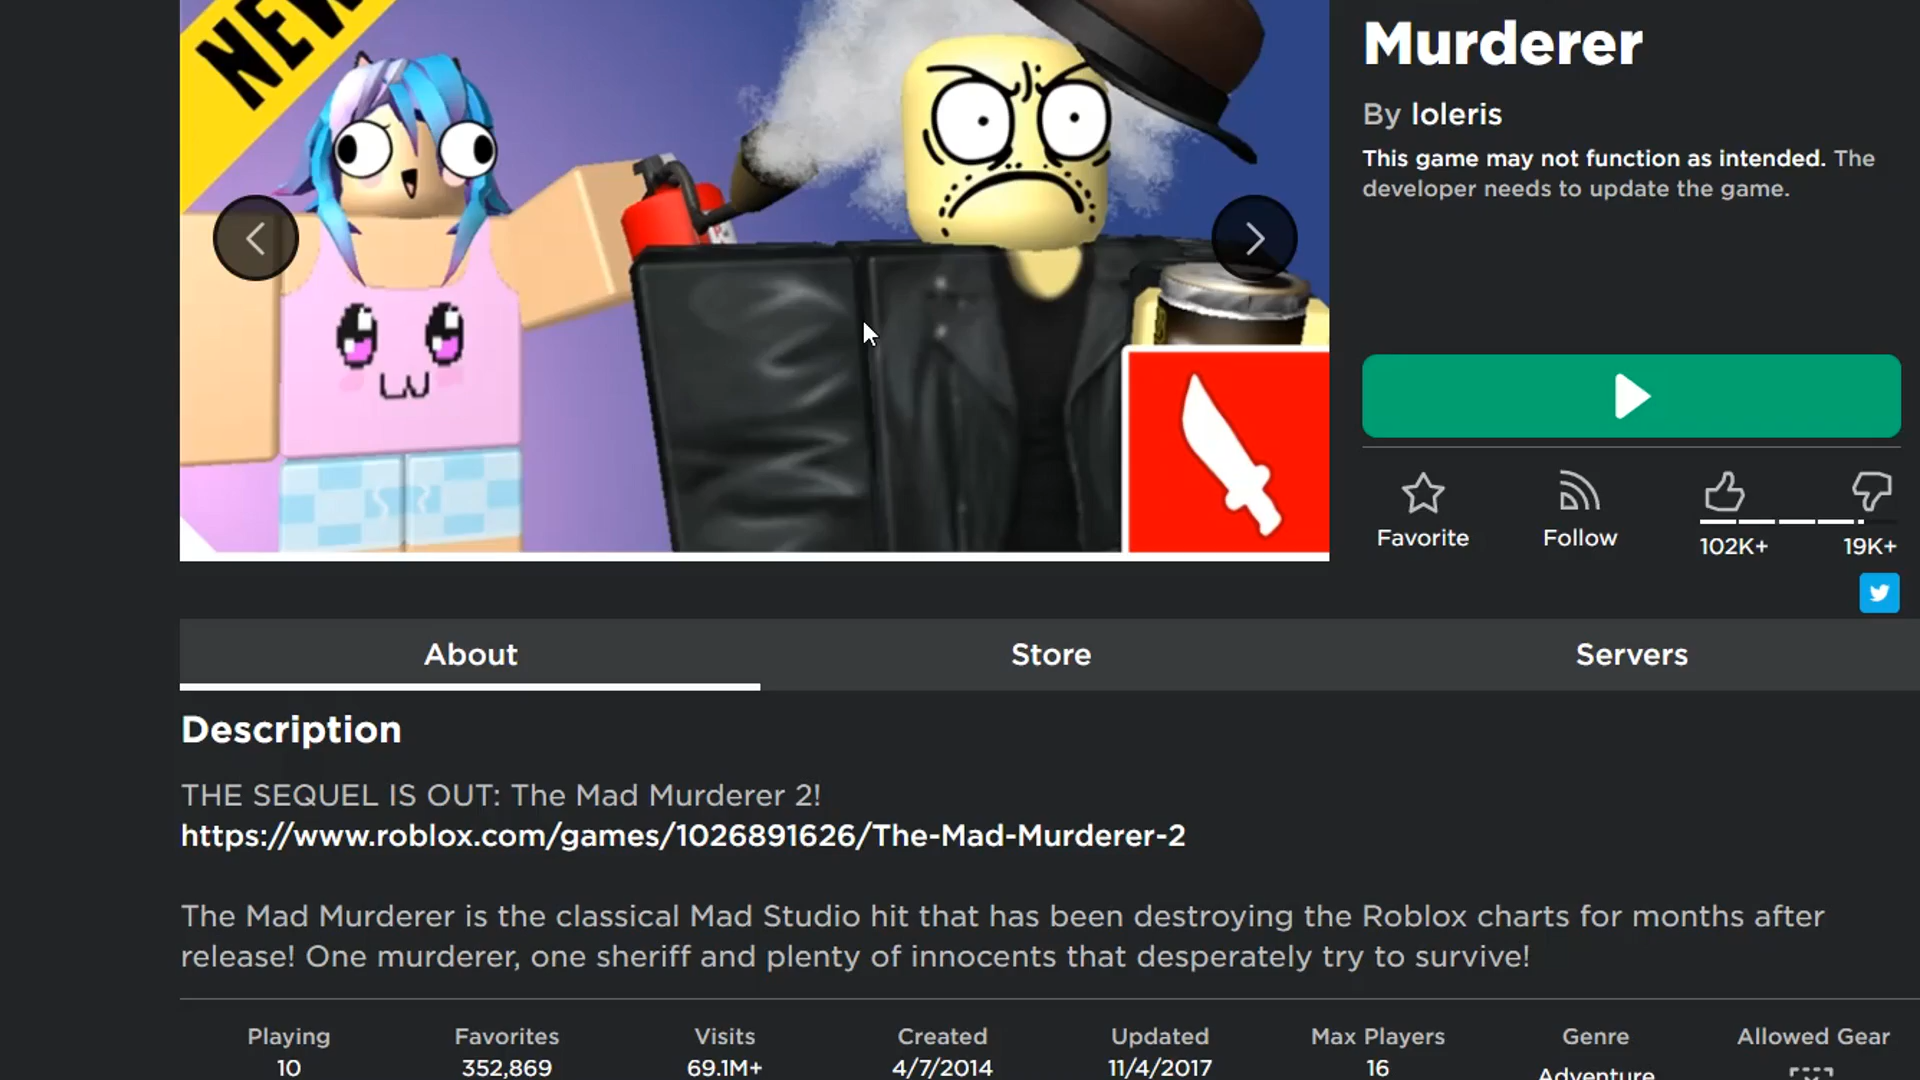 NEW
Murderer
By loleris
This game may not function as intended. The
developer needs to update the game.
Favorite
Follow
102K+
19K+
About
Store
Servers
Description
THE SEQUEL IS OUT: The Mad Murderer 2!
https://www.roblox.com/games/1026891626/The-Mad-Murderer-2
The Mad Murderer is the classical Mad Studio hit that has been destroying the Roblox charts for months after
release! One murderer, one sheriff and plenty of innocents that desperately try to survive!
Playing
Favorites
Visits
Created
Updated
Max Players
Genre
Allowed Gear
10
352,869
69.1M+
4/7/2014
11/4/2017
16
Adventure